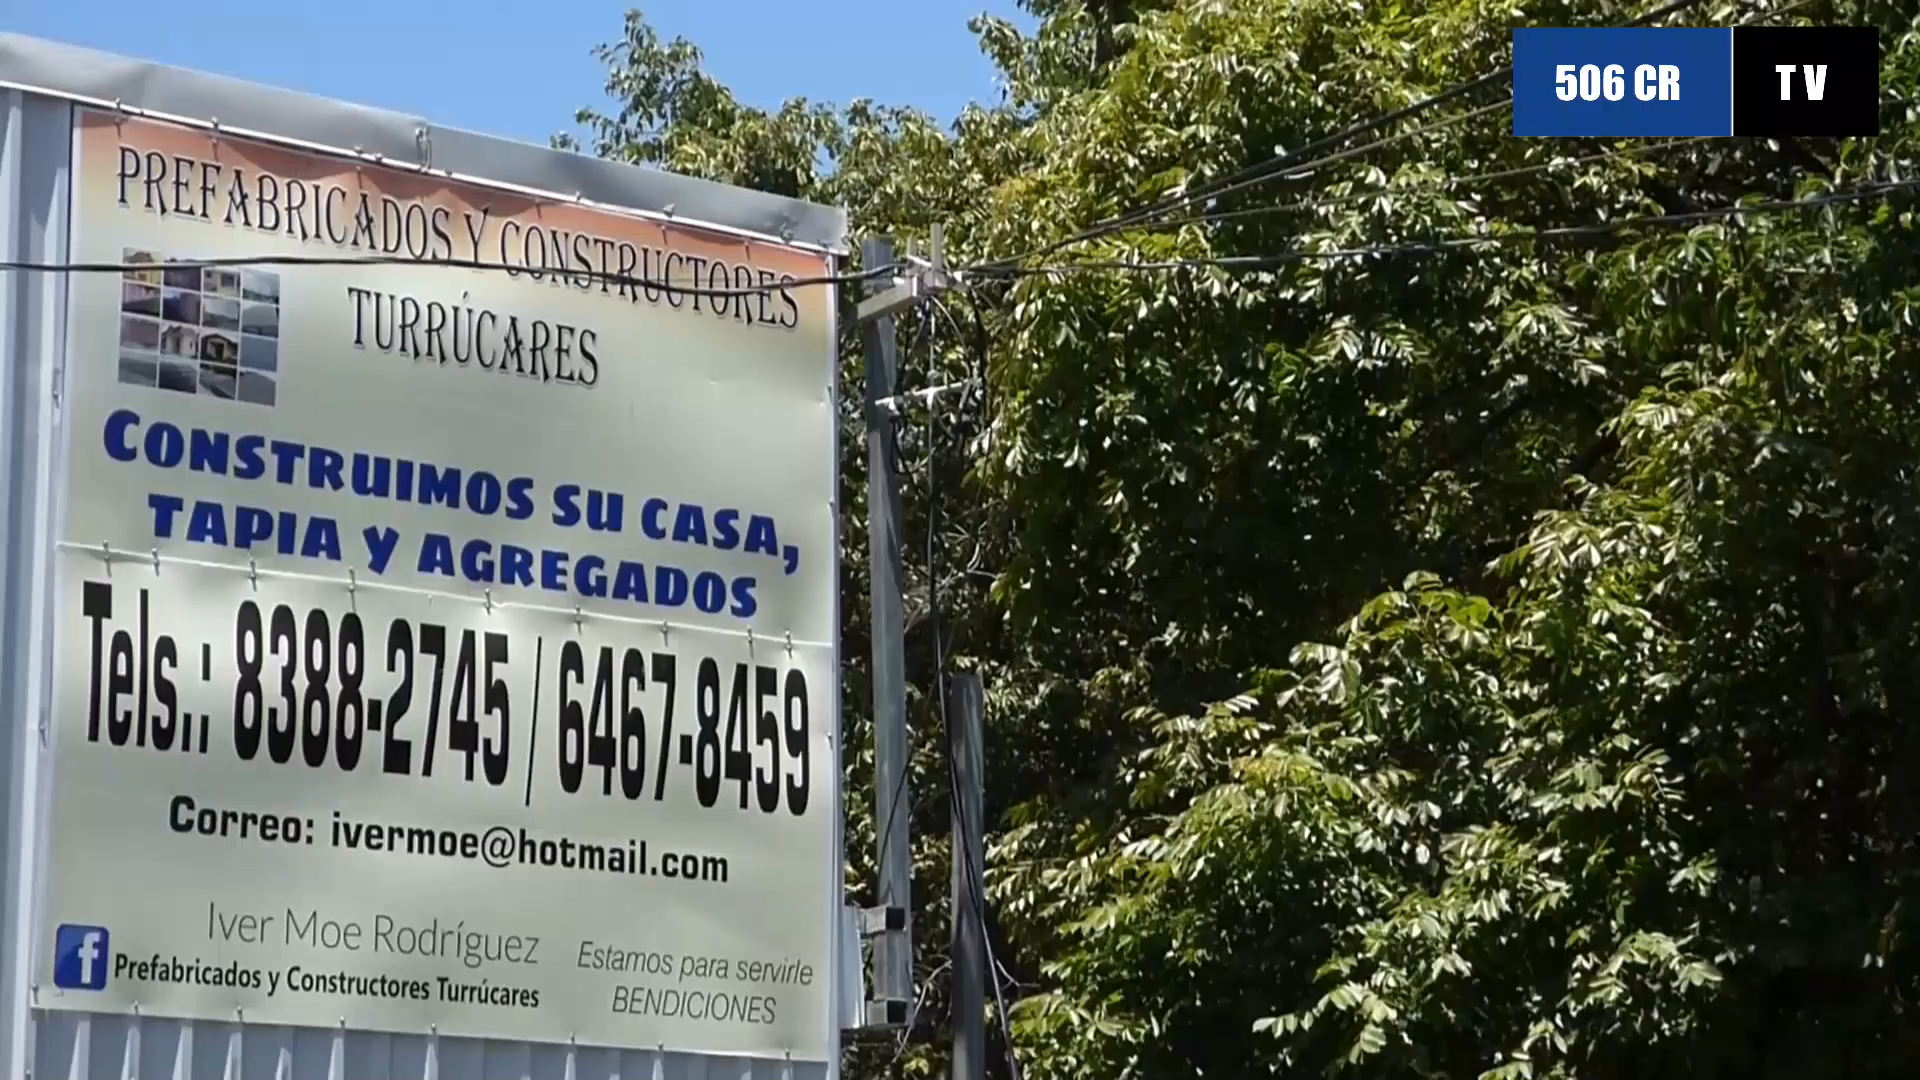 506 CR TV
PREFABRICADOS Y CONSTRUCTORES
TURRÚCARES
CONSTRUIMOS SU CASA,
TAPIA Y AGREGADOS
Tels.: 8388-2745 / 6467-8459
Correo: ivermoe@hotmail.com
Iver Moe Rodríguez
f Prefabricados y Constructores Turrúcares
Estamos para servirle
BENDICIONES